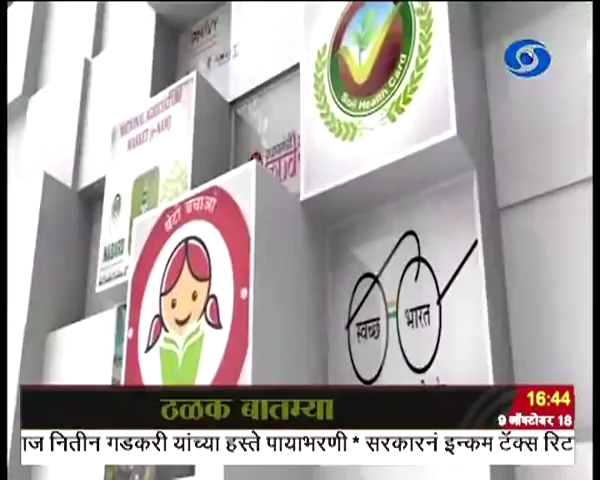 Soil Health Card
NATIONAL AGRICULTURE
MARKET (e-NAM)
NABARD
बेटी बचाओ
स्वच्छ भारत
ठळक बातम्या
16:44
9 ऑक्टोबर 18
ाज नितीन गडकरी यांच्या हस्ते पायाभरणी * सरकारनं इन्कम टॅक्स रिट